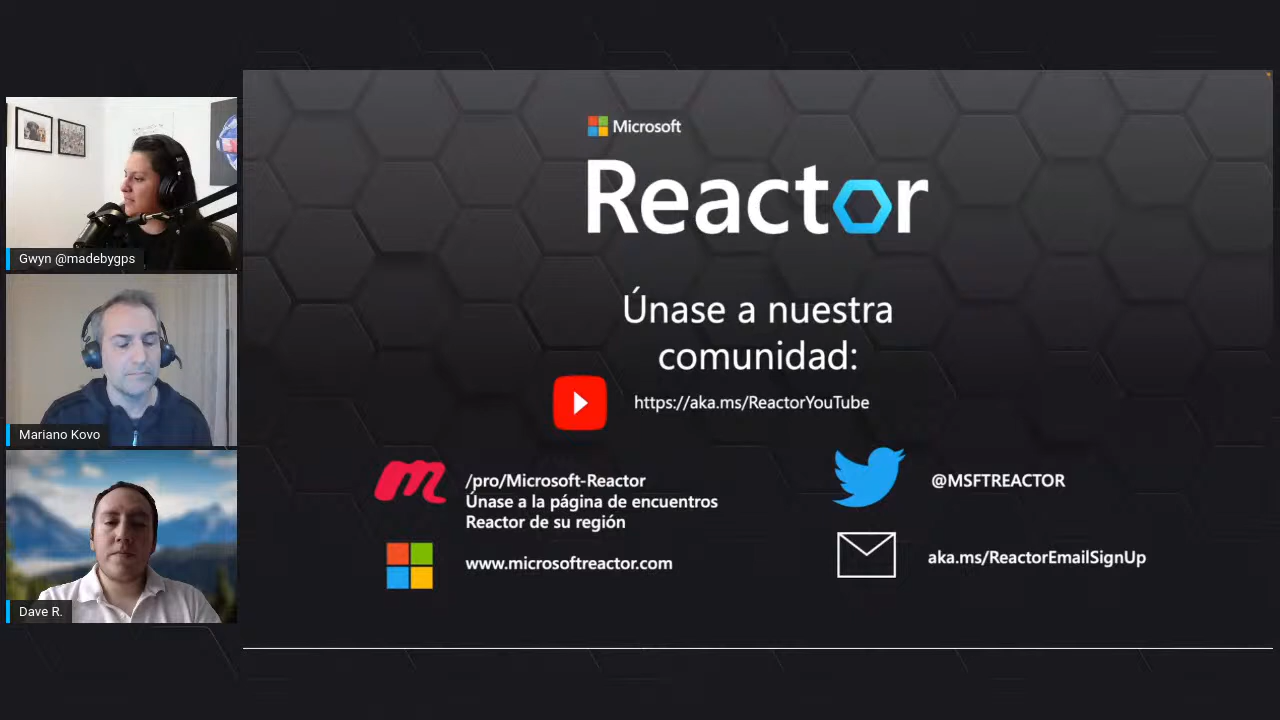 Gwyn @madebygps
Mariano Kovo
Dave R.
Microsoft
Reactor
Únase a nuestra
comunidad:
https://aka.ms/ReactorYouTube
/pro/Microsoft-Reactor
Únase a la página de encuentros
Reactor de su región
www.microsoftreactor.com
@MSFTREACTOR
aka.ms/ReactorEmailSignUp